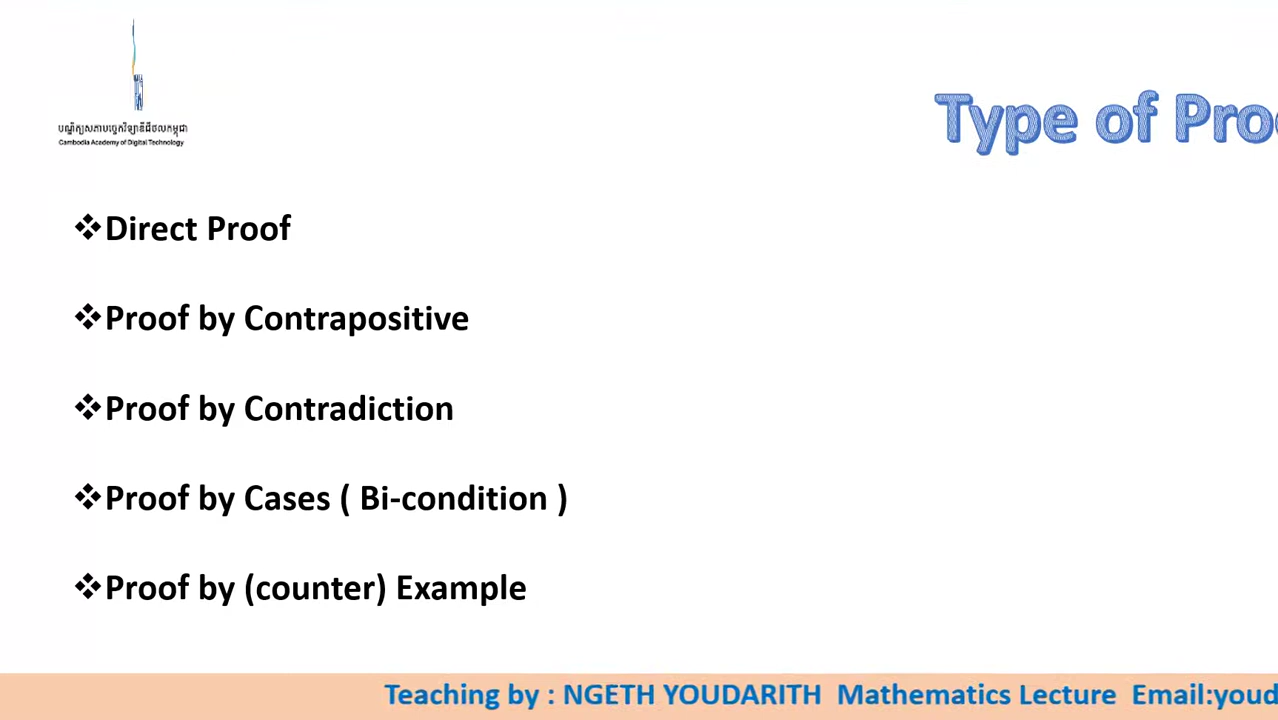 បណ្ឌិត្យសភាបច្ចេកវិទ្យាឌីជីថលកម្ពុជា
Cambodia Academy of Digital Technology
Type of Proo
❖Direct Proof
❖Proof by Contrapositive
❖Proof by Contradiction
❖Proof by Cases ( Bi-condition )
❖Proof by (counter) Example
Teaching by : NGETH YOUDARITH Mathematics Lecture Email:youd